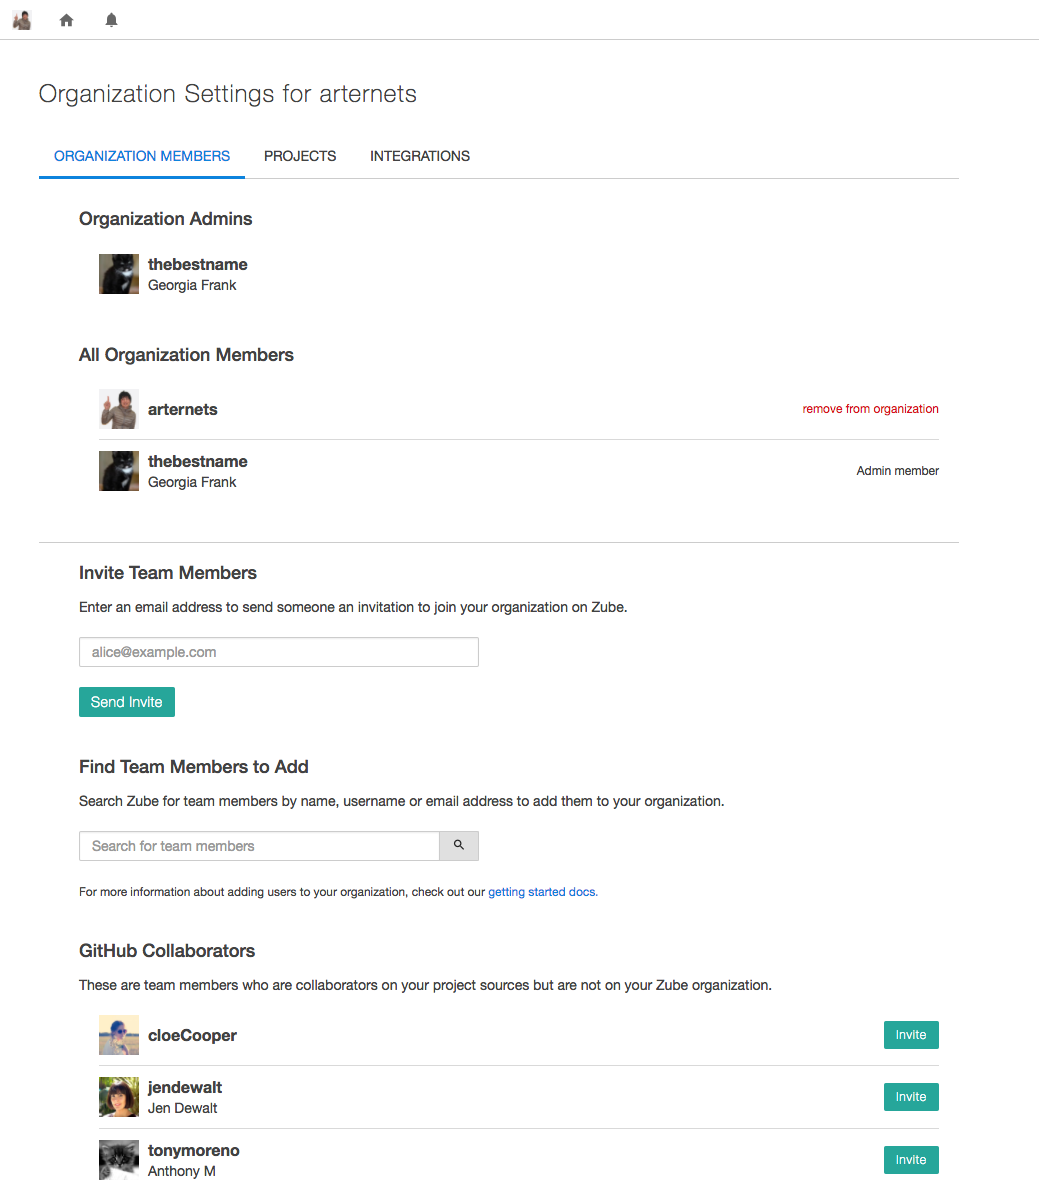 Organization Settings for arternets
ORGANIZATION MEMBERS PROJECTS INTEGRATIONS
Organization Admins
thebestname
Georgia Frank
All Organization Members
arternets remove from organization
thebestname
Georgia Frank Admin member
Invite Team Members
Enter an email address to send someone an invitation to join your organization on Zube.
alice@example.com
Send Invite
Find Team Members to Add
Search Zube for team members by name, username or email address to add them to your organization.
Search for team members
For more information about adding users to your organization, check out our getting started docs.
GitHub Collaborators
These are team members who are collaborators on your project sources but are not on your Zube organization.
cloeCooper Invite
jendewalt
Jen Dewalt Invite
tonymoreno
Anthony M Invite